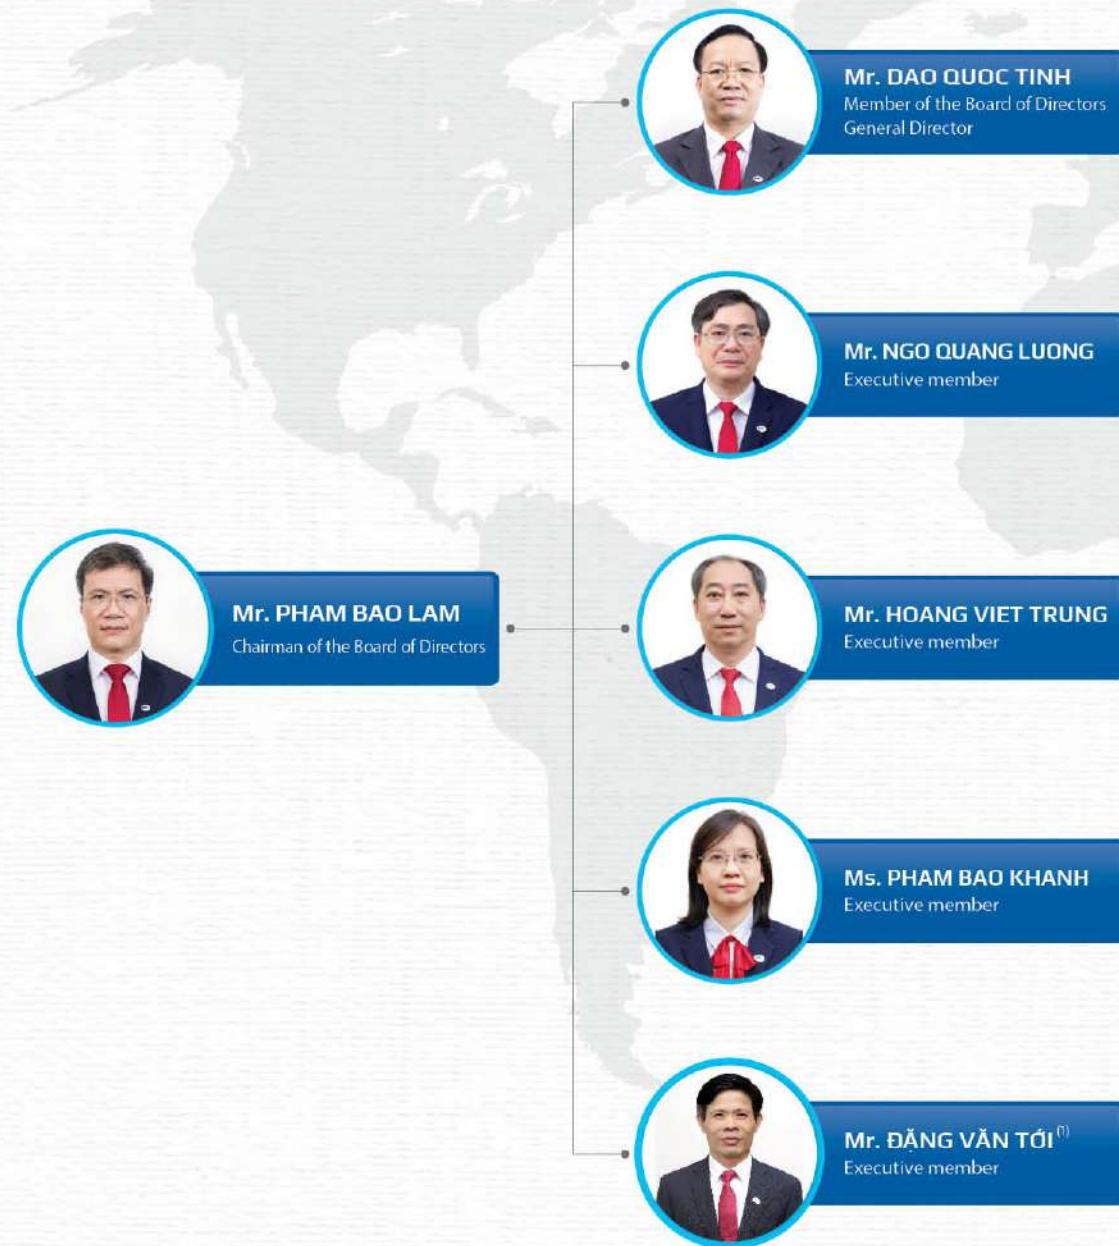 Mr. DAO QUOC TINH
Member of the Board of Directors
General Director
Mr. NGO QUANG LUONG
Executive member
Mr. PHAM BAO LAM
Chairman of the Board of Directors
Mr. HOANG VIET TRUNG
Executive member
Ms. PHAM BAO KHANH
Executive member
Mr. ĐẶNG VĂN TỚI (1)
Executive member